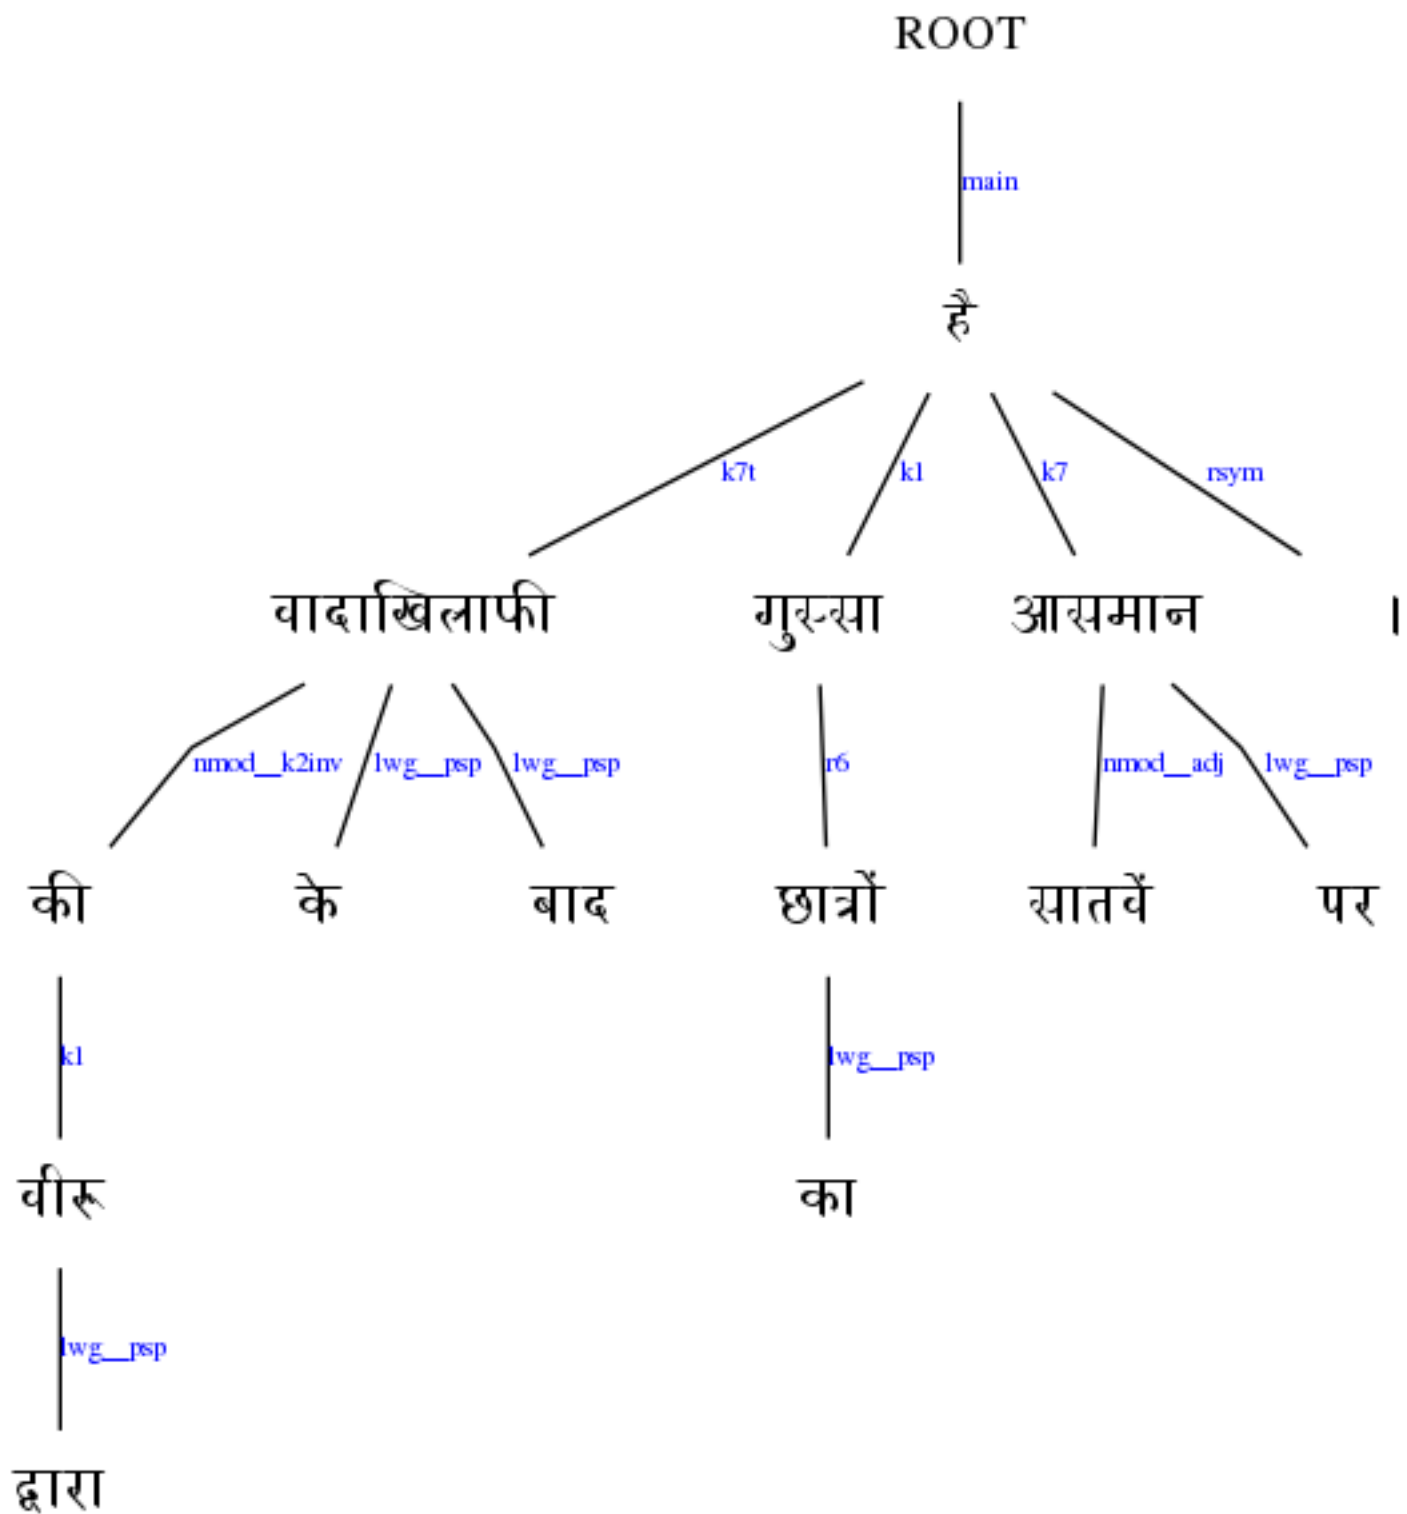 ROOT
main
है
k7t k1 k7 rsym
वादाखिलाफी गुस्सा आसमान ।
nmod__k2inv lwg__psp lwg__psp r6 nmod__adj lwg__psp
की के बाद छात्रों सातवें पर
k1 lwg__psp
वीरू का
lwg__psp
द्वारा